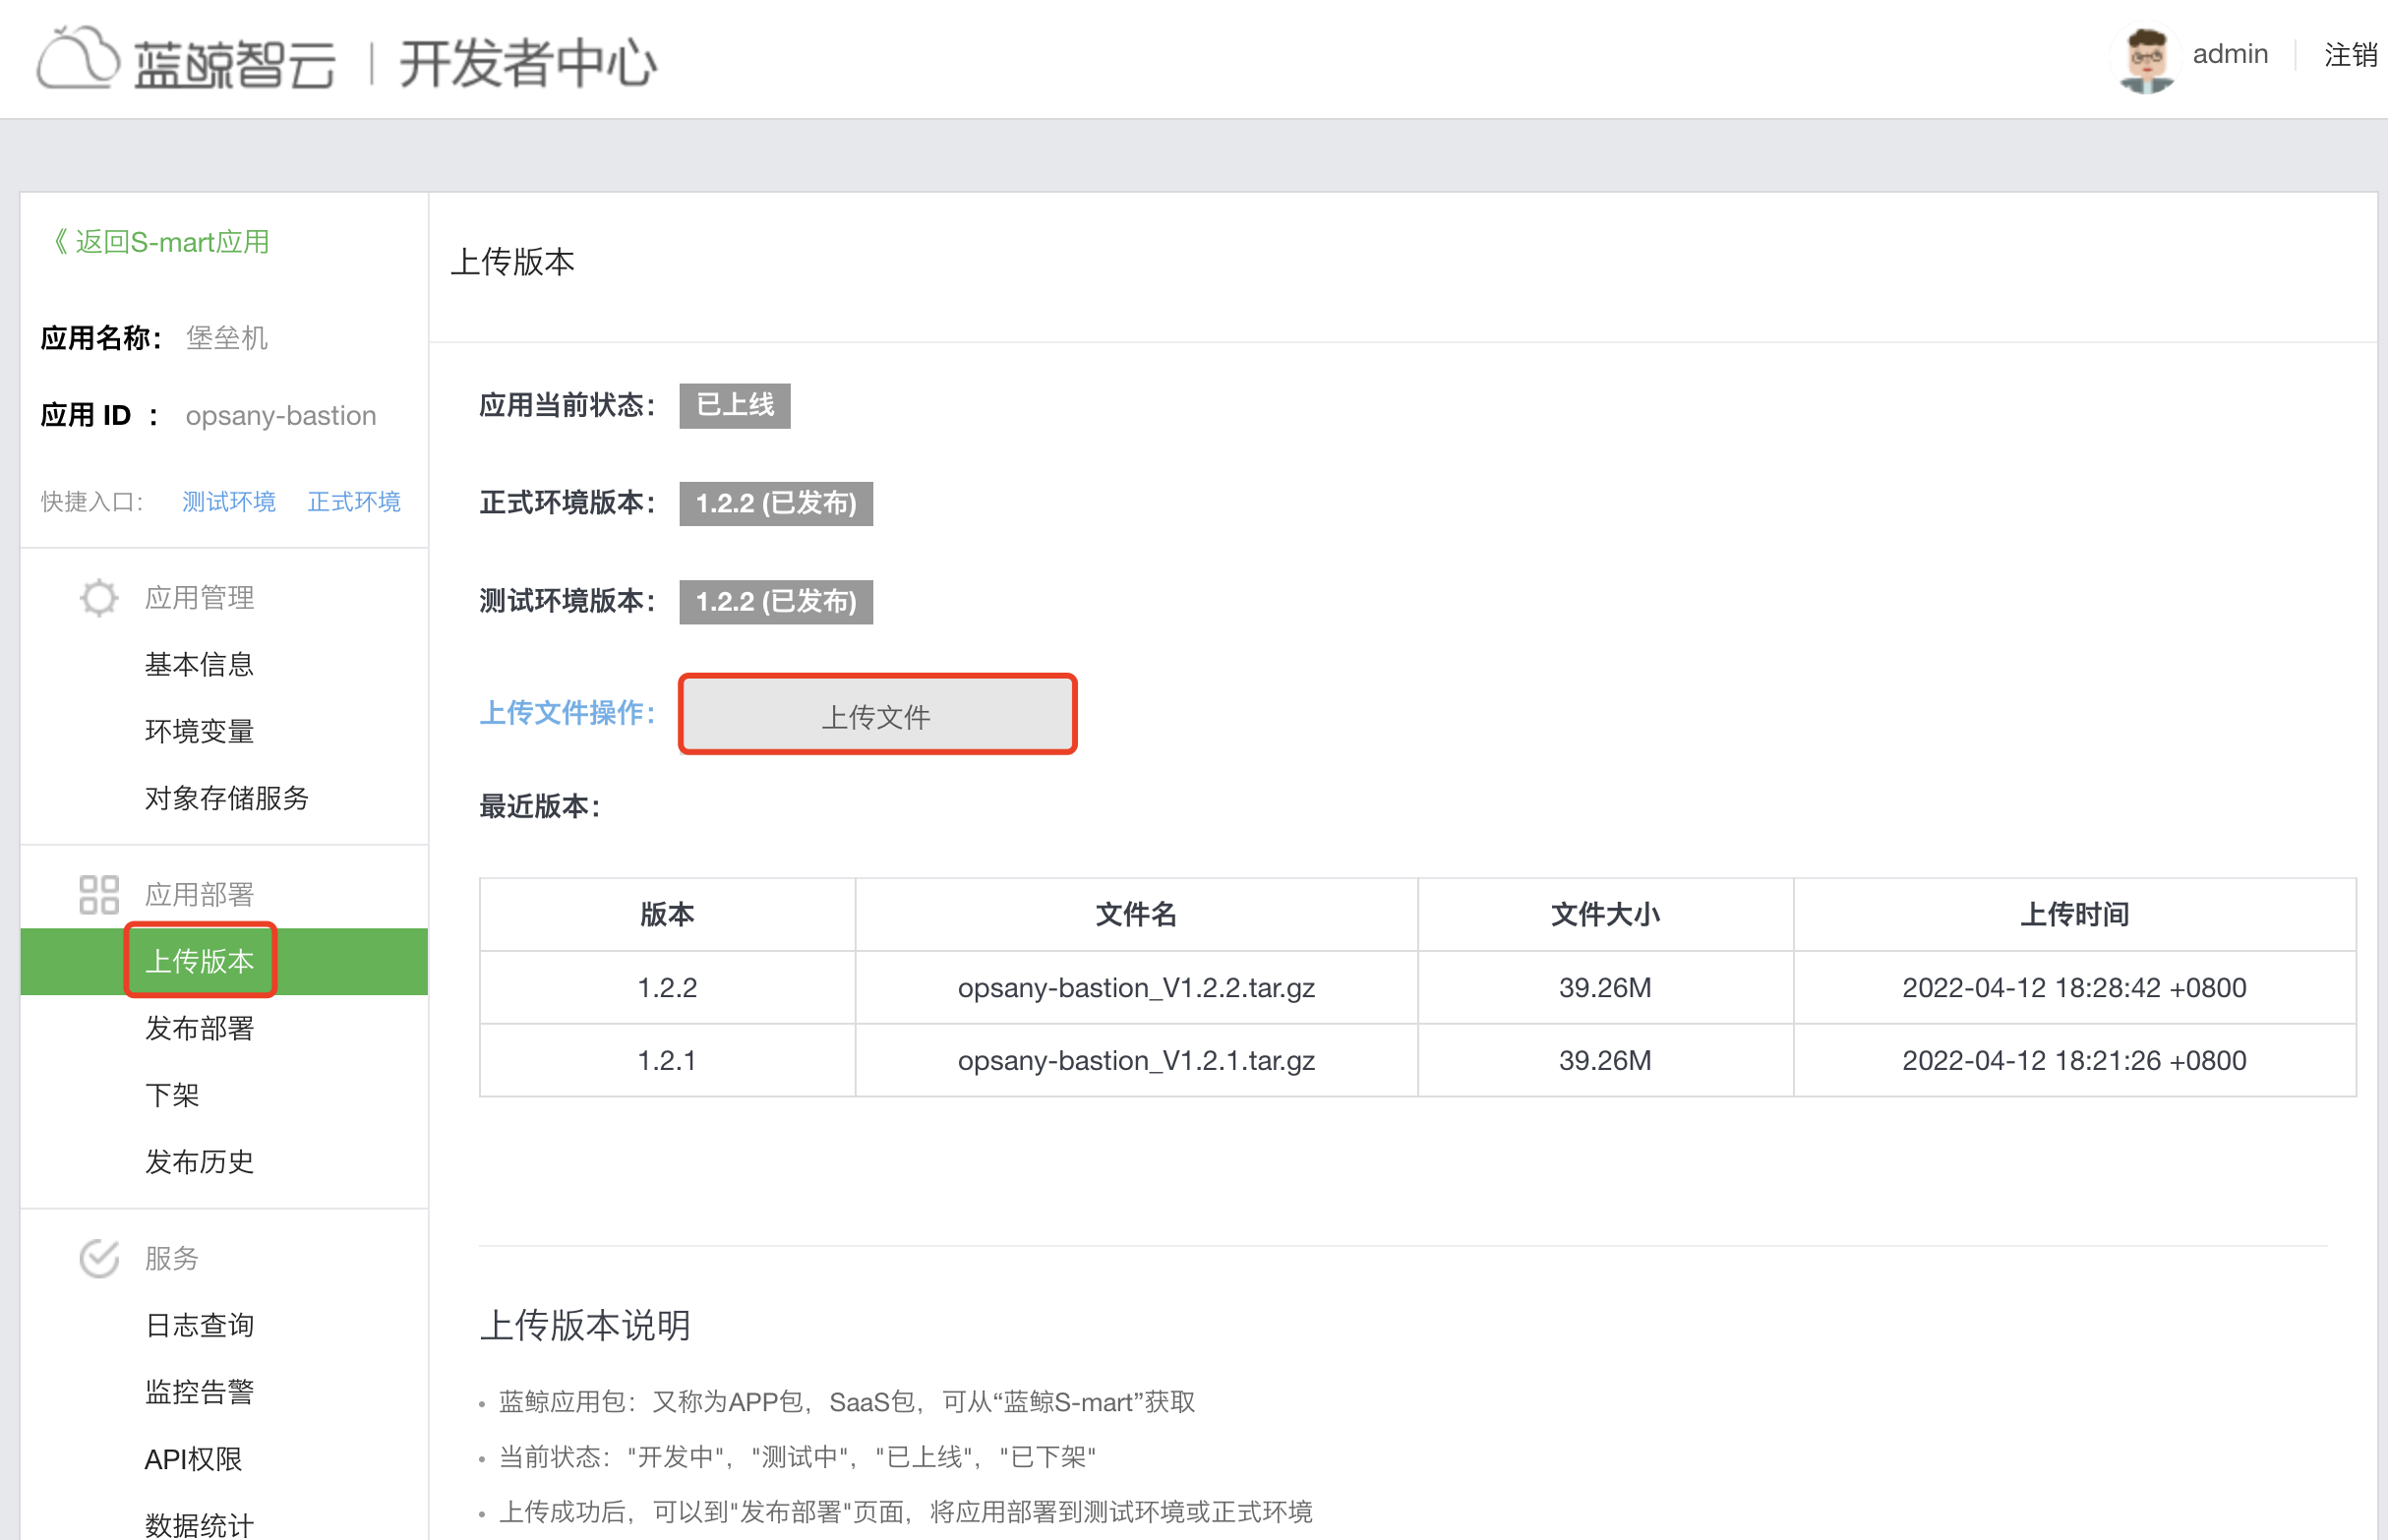 蓝鲸智云 | 开发者中心
admin
注销
《 返回S-mart应用
应用名称： 堡垒机
应用 ID ： opsany-bastion
快捷入口： 测试环境 正式环境
应用管理
基本信息
环境变量
对象存储服务
应用部署
上传版本
发布部署
下架
发布历史
服务
日志查询
监控告警
API权限
数据统计
上传版本
应用当前状态： 已上线
正式环境版本： 1.2.2 (已发布)
测试环境版本： 1.2.2 (已发布)
上传文件操作： 上传文件
最近版本：
版本 文件名 文件大小 上传时间
1.2.2 opsany-bastion_V1.2.2.tar.gz 39.26M 2022-04-12 18:28:42 +0800
1.2.1 opsany-bastion_V1.2.1.tar.gz 39.26M 2022-04-12 18:21:26 +0800
上传版本说明
• 蓝鲸应用包：又称为APP包，SaaS包，可从“蓝鲸S-mart”获取
• 当前状态："开发中"，"测试中"，"已上线"，"已下架"
• 上传成功后，可以到"发布部署"页面，将应用部署到测试环境或正式环境